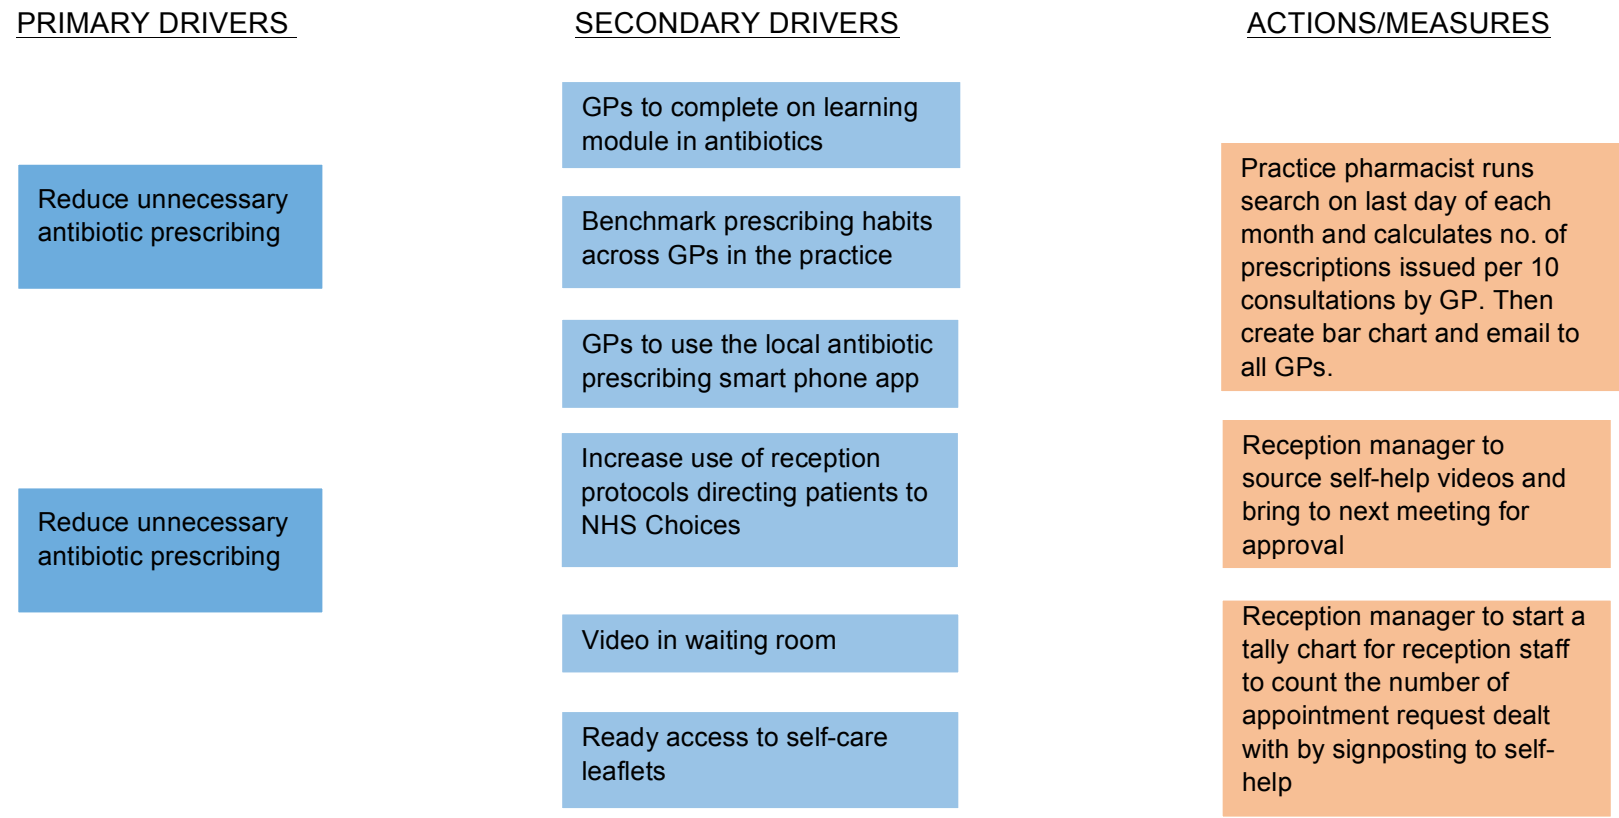 PRIMARY DRIVERS
SECONDARY DRIVERS
ACTIONS/MEASURES
Reduce unnecessary
antibiotic prescribing
Reduce unnecessary
antibiotic prescribing
GPs to complete on learning
module in antibiotics
Benchmark prescribing habits
across GPs in the practice
GPs to use the local antibiotic
prescribing smart phone app
Increase use of reception
protocols directing patients to
NHS Choices
Video in waiting room
Ready access to self-care
leaflets
Practice pharmacist runs
search on last day of each
month and calculates no. of
prescriptions issued per 10
consultations by GP. Then
create bar chart and email to
all GPs.
Reception manager to
source self-help videos and
bring to next meeting for
approval
Reception manager to start a
tally chart for reception staff
to count the number of
appointment request dealt
with by signposting to self-
help